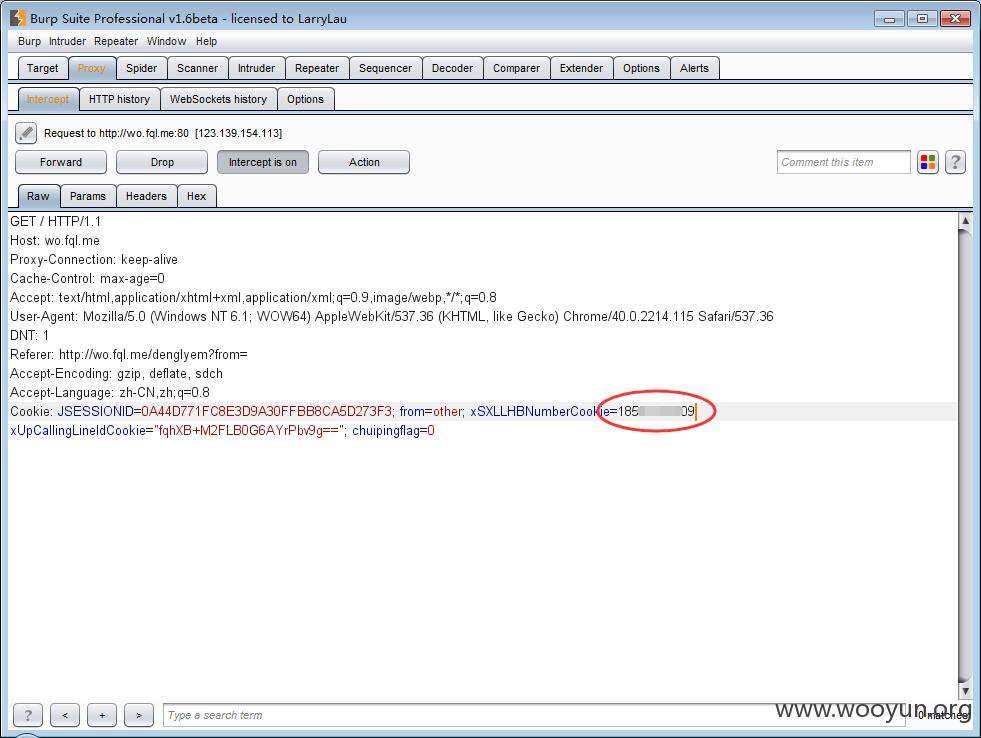 Burp Suite Professional v1.6beta - licensed to LarryLau
Burp Intruder Repeater Window Help
Target Proxy Spider Scanner Intruder Repeater Sequencer Decoder Comparer Extender Options Alerts
Intercept HTTP history WebSockets history Options
Request to http://wo.fql.me:80 [123.139.154.113]
Forward Drop Intercept is on Action Comment this item ?
Raw Params Headers Hex
GET / HTTP/1.1
Host: wo.fql.me
Proxy-Connection: keep-alive
Cache-Control: max-age=0
Accept: text/html,application/xhtml+xml,application/xml;q=0.9,image/webp,*/*;q=0.8
User-Agent: Mozilla/5.0 (Windows NT 6.1; WOW64) AppleWebKit/537.36 (KHTML, like Gecko) Chrome/40.0.2214.115 Safari/537.36
DNT: 1
Referer: http://wo.fql.me/denglyem?from=
Accept-Encoding: gzip, deflate, sdch
Accept-Language: zh-CN,zh;q=0.8
Cookie: JSESSIONID=0A44D771FC8E3D9A30FFBB8CA5D273F3; from=other; xSXLLHBNumberCookie=185 09
xUpCallingLineIdCookie="fqhXB+M2FLB0G6AYrPbv9g=="; chuipingflag=0
? < + > Type a search term 0 matches
www.wooyun.org